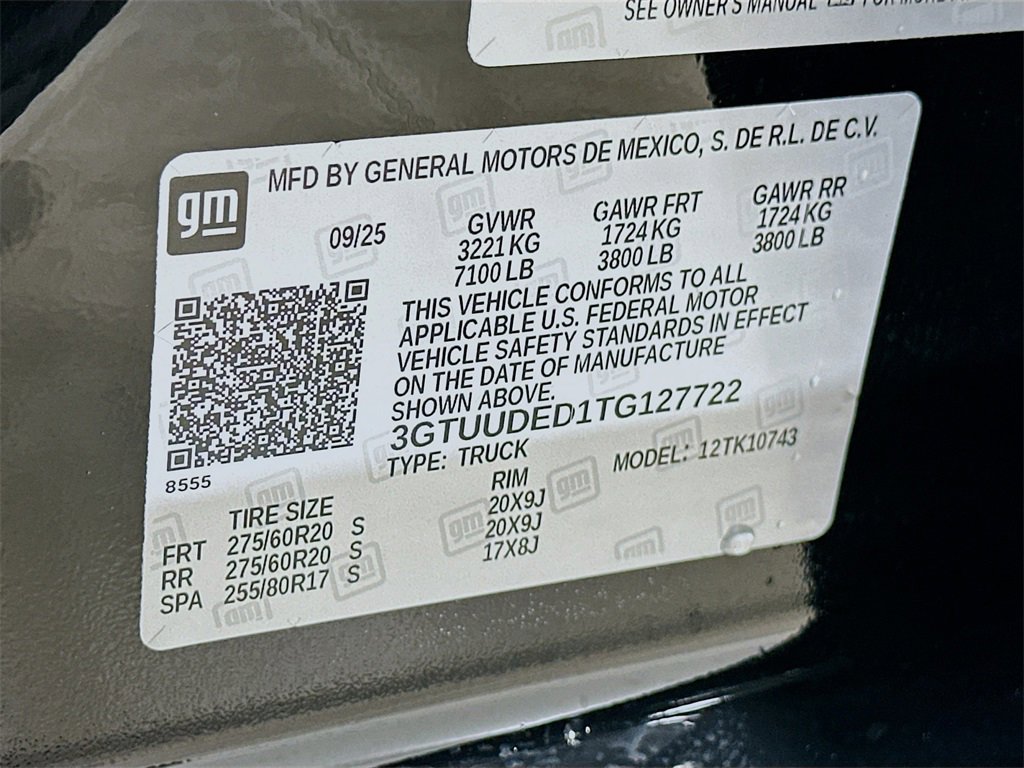 SEE OWNER'S MANUAL FOR MORE
MFD BY GENERAL MOTORS DE MEXICO, S. DE R.L. DE C.V.
gm
09/25
GVWR
3221 KG
7100 LB
GAWR FRT
1724 KG
3800 LB
GAWR RR
1724 KG
3800 LB
THIS VEHICLE CONFORMS TO ALL
APPLICABLE U.S. FEDERAL MOTOR
VEHICLE SAFETY STANDARDS IN EFFECT
ON THE DATE OF MANUFACTURE
SHOWN ABOVE.
3GTUUDED1TG127722
TYPE: TRUCK
MODEL: 12TK10743
8555
TIRE SIZE RIM
FRT 275/60R20 S 20X9J
RR 275/60R20 S 20X9J
SPA 255/80R17 S 17X8J